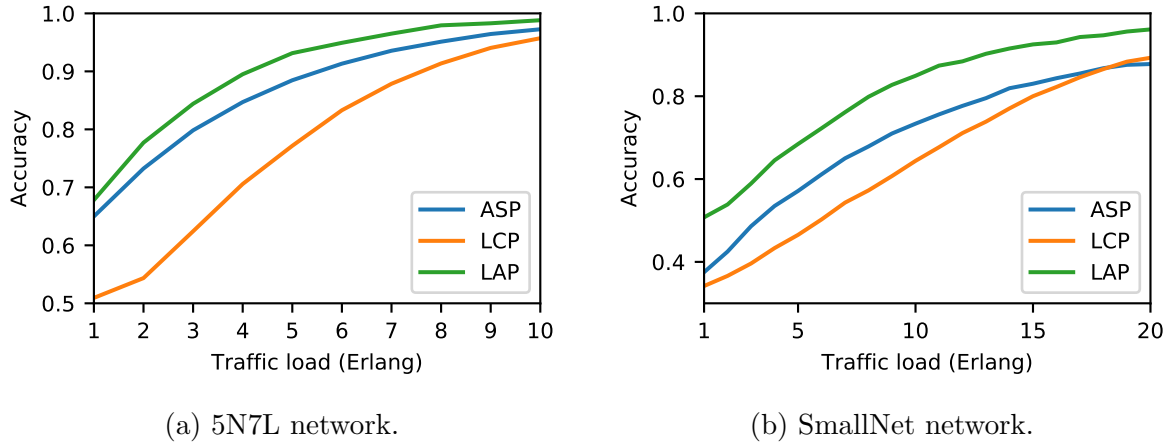 1.0
0.9
0.8
0.7
0.6
0.5
Accuracy
ASP
LCP
LAP
1 2 3 4 5 6 7 8 9 10
Traffic load (Erlang)
(a) 5N7L network.
1.0
0.8
0.6
0.4
Accuracy
ASP
LCP
LAP
1 5 10 15 20
Traffic load (Erlang)
(b) SmallNet network.